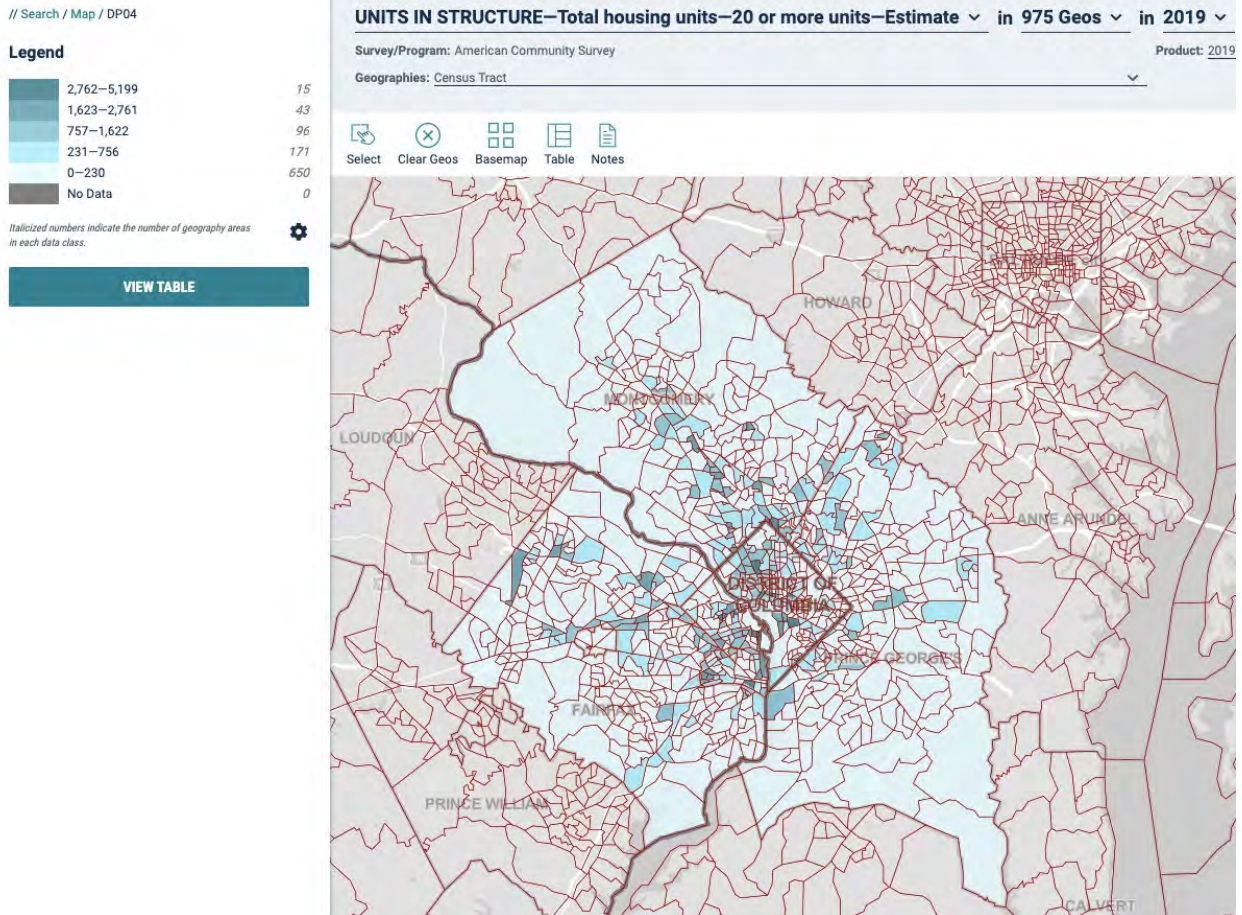 // Search / Map / DP04
Legend
2,762–5,199 15
1,623–2,761 43
757–1,622 96
231–756 171
0–230 650
No Data 0
Italicized numbers indicate the number of geography areas
in each data class.
VIEW TABLE
UNITS IN STRUCTURE—Total housing units—20 or more units—Estimate in 975 Geos in 2019
Survey/Program: American Community Survey Product: 2019
Geographies: Census Tract
Select Clear Geos Basemap Table Notes
HOWARD
MONTGOMERY
LOUDOUN
ANNE ARUNDEL
DISTRICT OF
COLUMBIA
PRINCE GEORGE'S
FAIRFAX
PRINCE WILLIAM
CALVERT